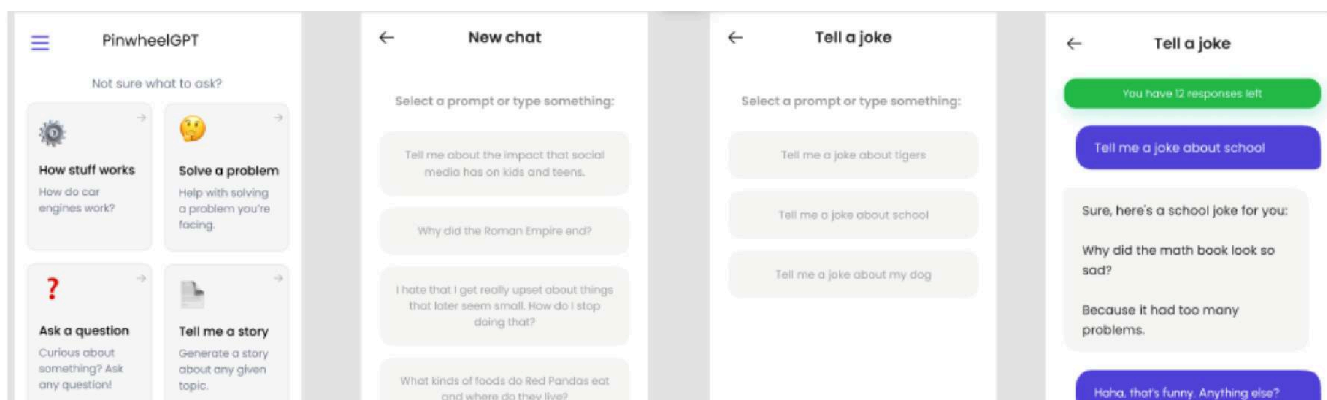 PinwheelGPT
Not sure what to ask?
How stuff works
How do car
engines work?
Solve a problem
Help with solving
a problem you're
facing.
Ask a question
Curious about
something? Ask
any question!
Tell me a story
Generate a story
about any given
topic.
New chat
Select a prompt or type something:
Tell me about the impact that social
media has on kids and teens.
Why did the Roman Empire end?
I hate that I get really upset about things
that later seem small. How do I stop
doing that?
What kinds of foods do Red Pandas eat
and where do they live?
Tell a joke
Select a prompt or type something:
Tell me a joke about tigers
Tell me a joke about school
Tell me a joke about my dog
Tell a joke
You have 12 responses left
Tell me a joke about school
Sure, here's a school joke for you:
Why did the math book look so
sad?
Because it had too many
problems.
Haha, that's funny. Anything else?